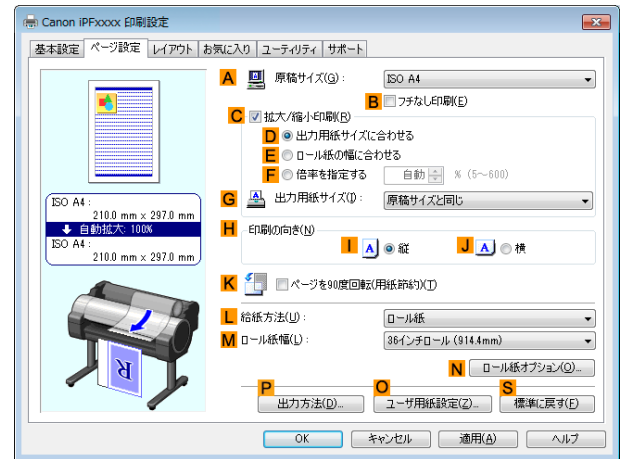 Canon iPFxxxx 印刷設定
基本設定 ページ設定 レイアウト お気に入り ユーティリティ サポート
A 原稿サイズ(G): ISO A4
B フチなし印刷(E)
C 拡大/縮小印刷(R)
D 出力用紙サイズに合わせる
E ロール紙の幅に合わせる
F 倍率を指定する 自動 % (5～600)
G 出力用紙サイズ(I): 原稿サイズと同じ
ISO A4 :
210.0 mm x 297.0 mm
自動拡大: 100%
ISO A4 :
210.0 mm x 297.0 mm
H 印刷の向き(N)
I A 縦 J A 横
K ページを90度回転(用紙節約)(T)
L 給紙方法(U): ロール紙
M ロール紙幅(L): 36インチロール (914.4mm)
N ロール紙オプション(O)...
R
P O S
出力方法(D)... ユーザ用紙設定(Z)... 標準に戻す(F)
OK キャンセル 適用(A) ヘルプ